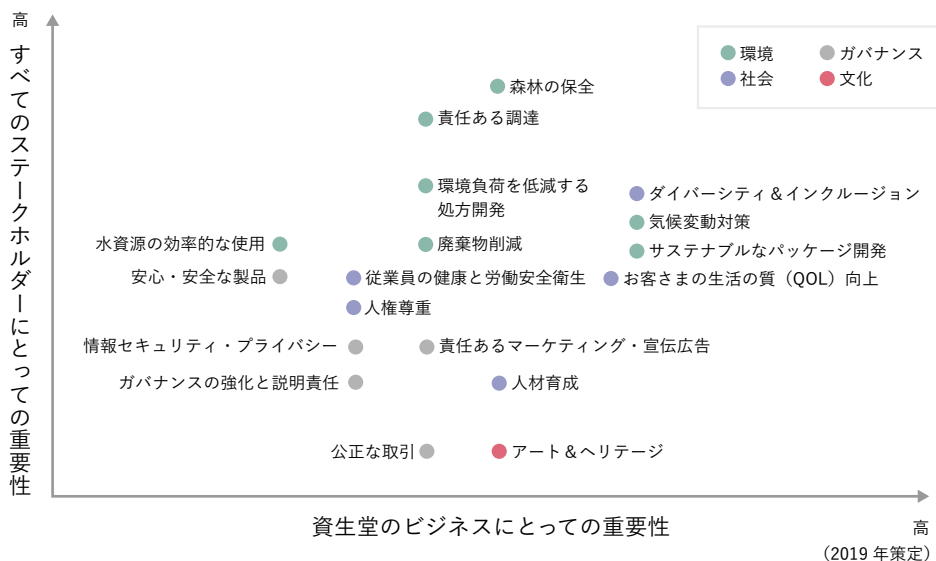 高
すべてのステークホルダーにとっての重要性
環境
ガバナンス
社会
文化
森林の保全
責任ある調達
環境負荷を低減する
処方開発
ダイバーシティ＆インクルージョン
気候変動対策
水資源の効率的な使用
廃棄物削減
サステナブルなパッケージ開発
安心・安全な製品
従業員の健康と労働安全衛生
お客さまの生活の質（QOL）向上
人権尊重
情報セキュリティ・プライバシー
責任あるマーケティング・宣伝広告
ガバナンスの強化と説明責任
人材育成
公正な取引
アート＆ヘリテージ
資生堂のビジネスにとっての重要性
高
（2019 年策定）